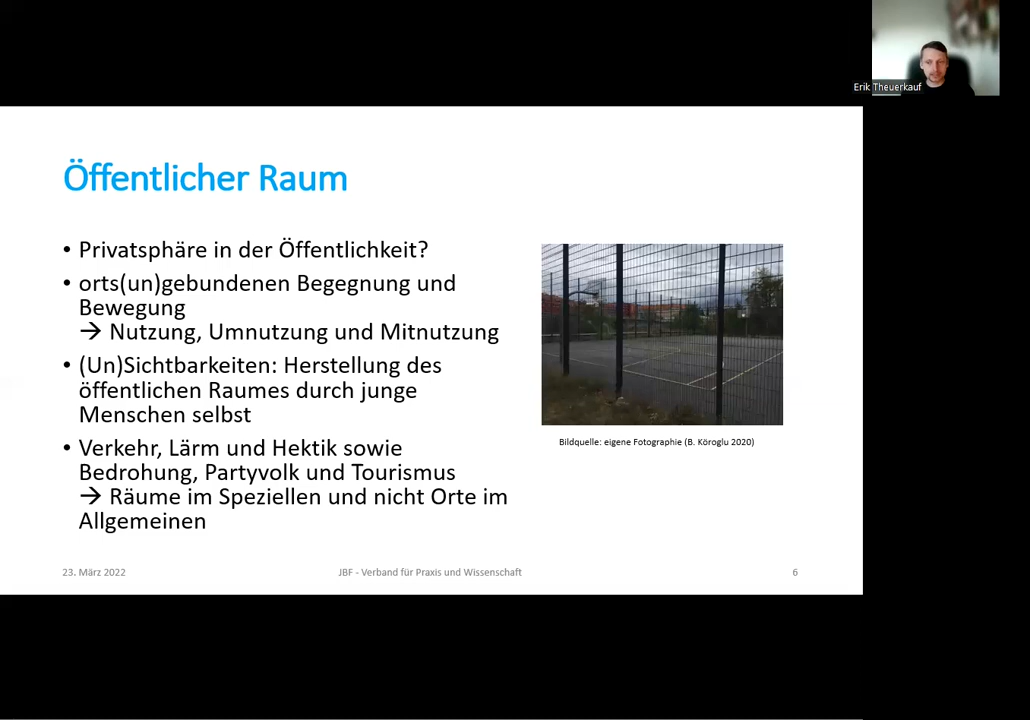 Erik Theuerkauf
Öffentlicher Raum
• Privatsphäre in der Öffentlichkeit?
• orts(un)gebundenen Begegnung und
Bewegung
→ Nutzung, Umnutzung und Mitnutzung
• (Un)Sichtbarkeiten: Herstellung des
öffentlichen Raumes durch junge
Menschen selbst
• Verkehr, Lärm und Hektik sowie
Bedrohung, Partyvolk und Tourismus
→ Räume im Speziellen und nicht Orte im
Allgemeinen
Bildquelle: eigene Fotographie (B. Köroglu 2020)
23. März 2022
JBF - Verband für Praxis und Wissenschaft
6